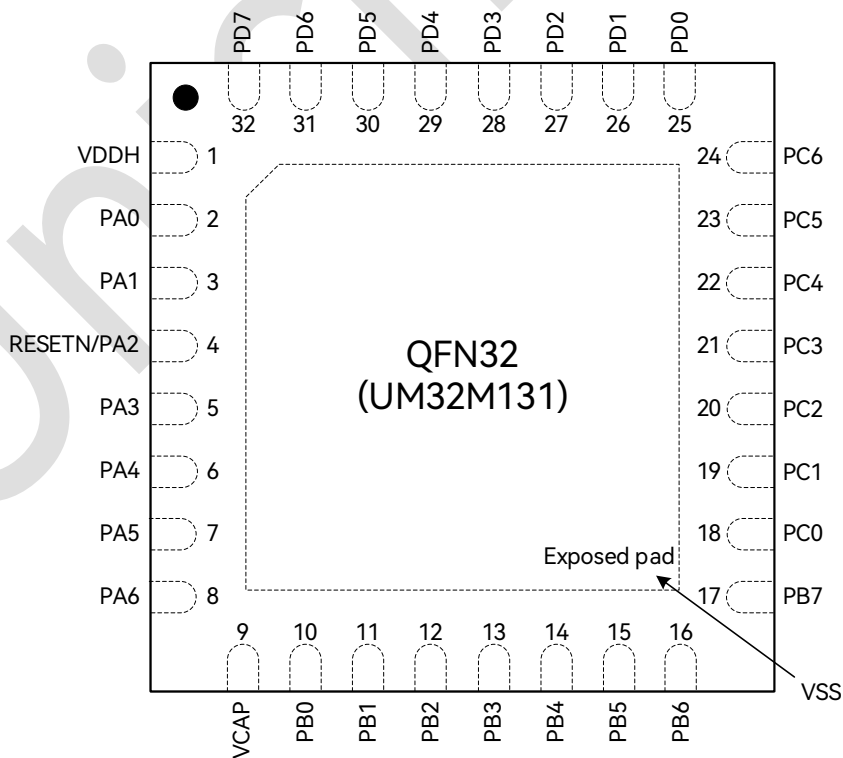 PD7 PD6 PD5 PD4 PD3 PD2 PD1 PD0
32 31 30 29 28 27 26 25
VDDH 1 24 PC6
PA0 2 23 PC5
PA1 3 22 PC4
RESETN/PA2 4 21 PC3
QFN32
(UM32M131)
PA3 5 20 PC2
PA4 6 19 PC1
PA5 7 18 PC0
Exposed pad
PA6 8 17 PB7
9 10 11 12 13 14 15 16
VSS
VCAP PB0 PB1 PB2 PB3 PB4 PB5 PB6